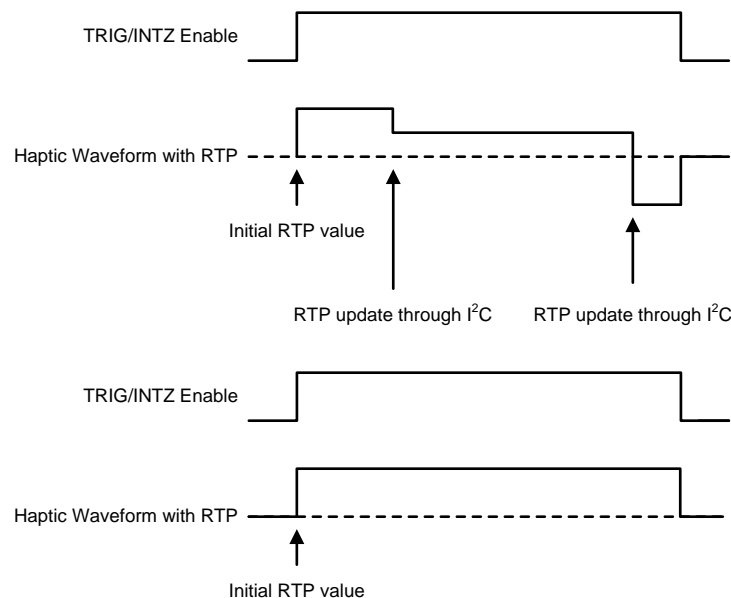 TRIG/INTZ Enable
Haptic Waveform with RTP
Initial RTP value
RTP update through I²C
RTP update through I²C
TRIG/INTZ Enable
Haptic Waveform with RTP
Initial RTP value